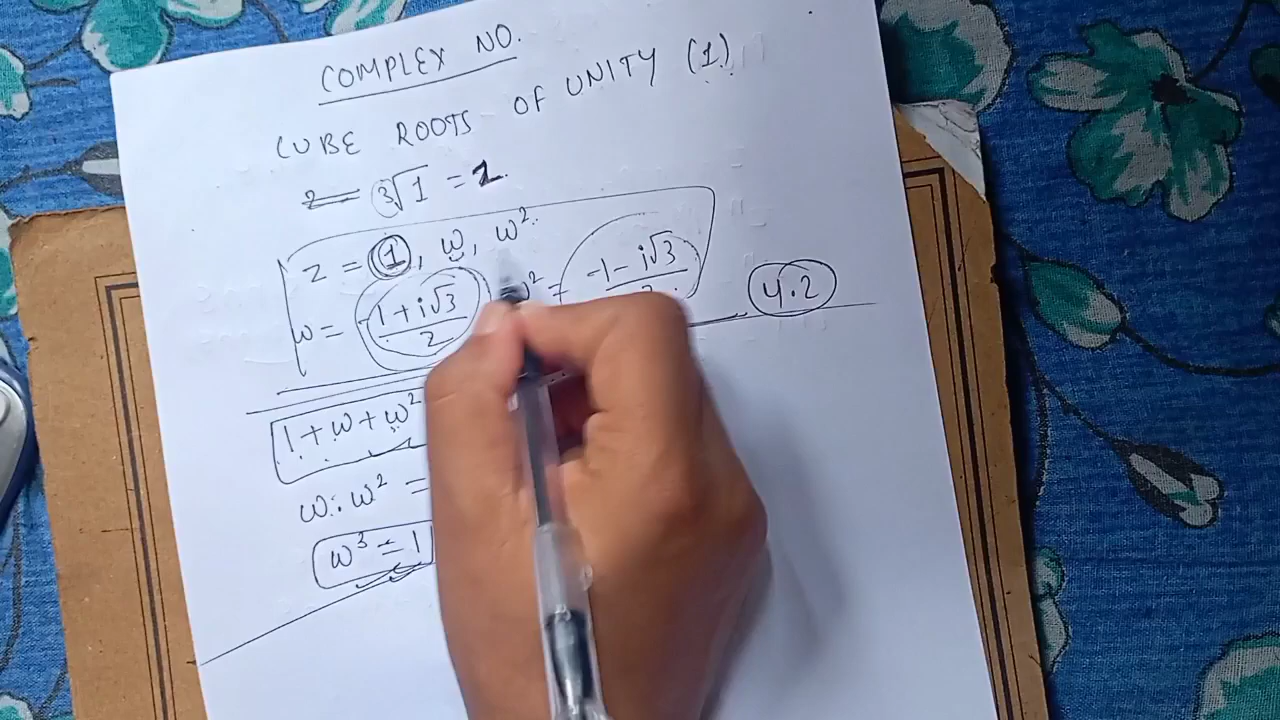 COMPLEX NO.
CUBE ROOTS OF UNITY (1)
∛1 = 1.
z = 1, ω, ω².
ω = -1 + i√3 / 2 ω² = -1 - i√3
4.2
1 + ω + ω²
ω . ω² =
ω³ = 1